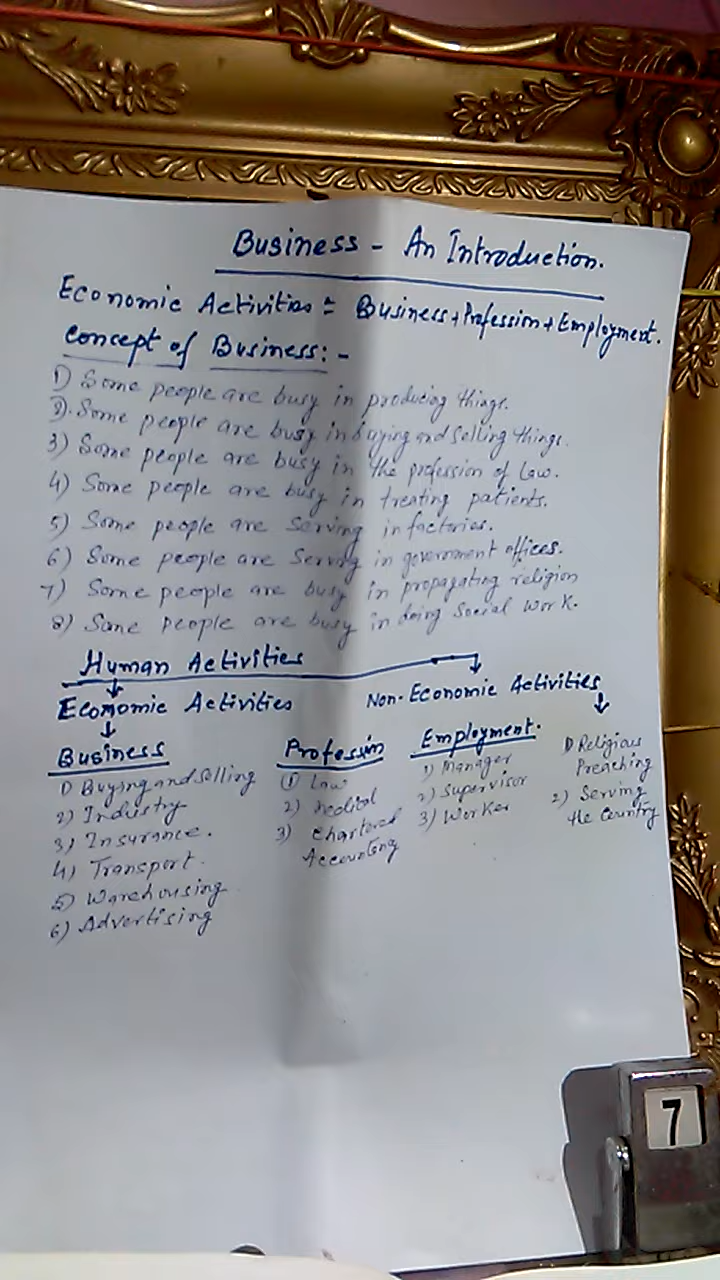 Business - An Introduction.
Economic Activities = Business + Profession + Employment.
Concept of Business: -
1) Some people are busy in producing things.
2). Some people are busy in buying and selling things.
3) Some people are busy in the profession of law.
4) Some people are busy in treating patients.
5) Some people are serving in factories.
6) Some people are serving in government offices.
7) Some people are busy in propagating religion
8) Some people are busy in doing social work.
Human Activities
Economic Activities Non-Economic Activities
Business Profession Employment.
1) Buying and Selling 1) Law 1) Manager 1) Religious Preaching
2) Industry 2) Medical 2) Supervisor 2) Serving the Country
3) Insurance. 3) Chartered Accounting 3) Worker
4) Transport.
5) Warehousing
6) Advertising
7